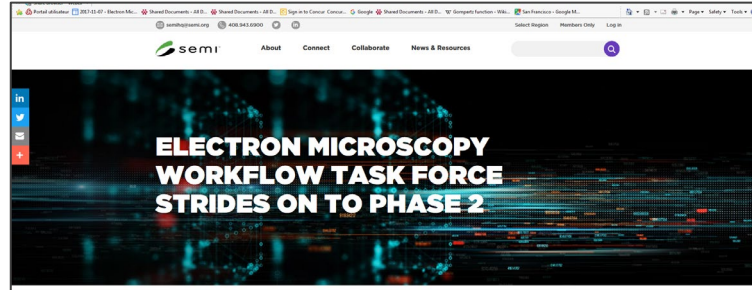 Portail utilisateur 2017-11-07 - Electron Mic... Shared Documents - All D... Shared Documents - All D... Sign in to Concur Concur... Google Shared Documents - All D... Gompertz function - Wiki... San Francisco - Google M... Page Safety Tools
semihq@semi.org 408.943.6900 Select Region Members Only Log in
semi About Connect Collaborate News & Resources
in
ELECTRON MICROSCOPY
WORKFLOW TASK FORCE
STRIDES ON TO PHASE 2